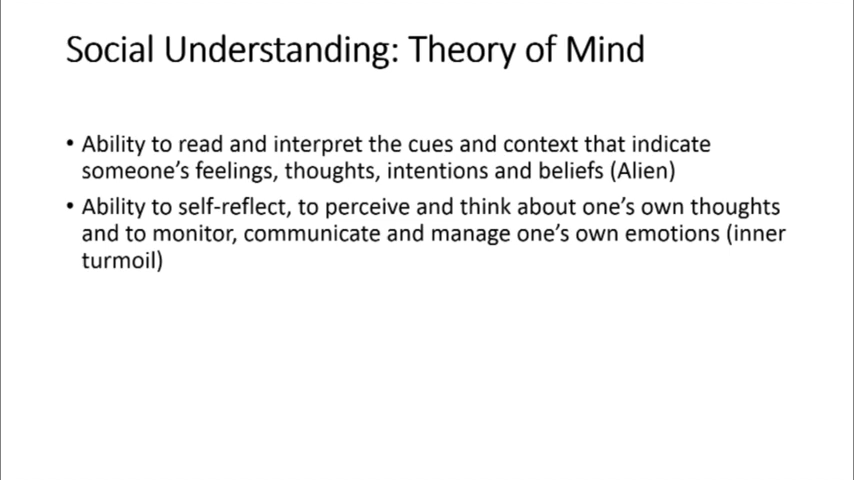 Social Understanding: Theory of Mind
• Ability to read and interpret the cues and context that indicate
someone’s feelings, thoughts, intentions and beliefs (Alien)
• Ability to self-reflect, to perceive and think about one’s own thoughts
and to monitor, communicate and manage one’s own emotions (inner
turmoil)